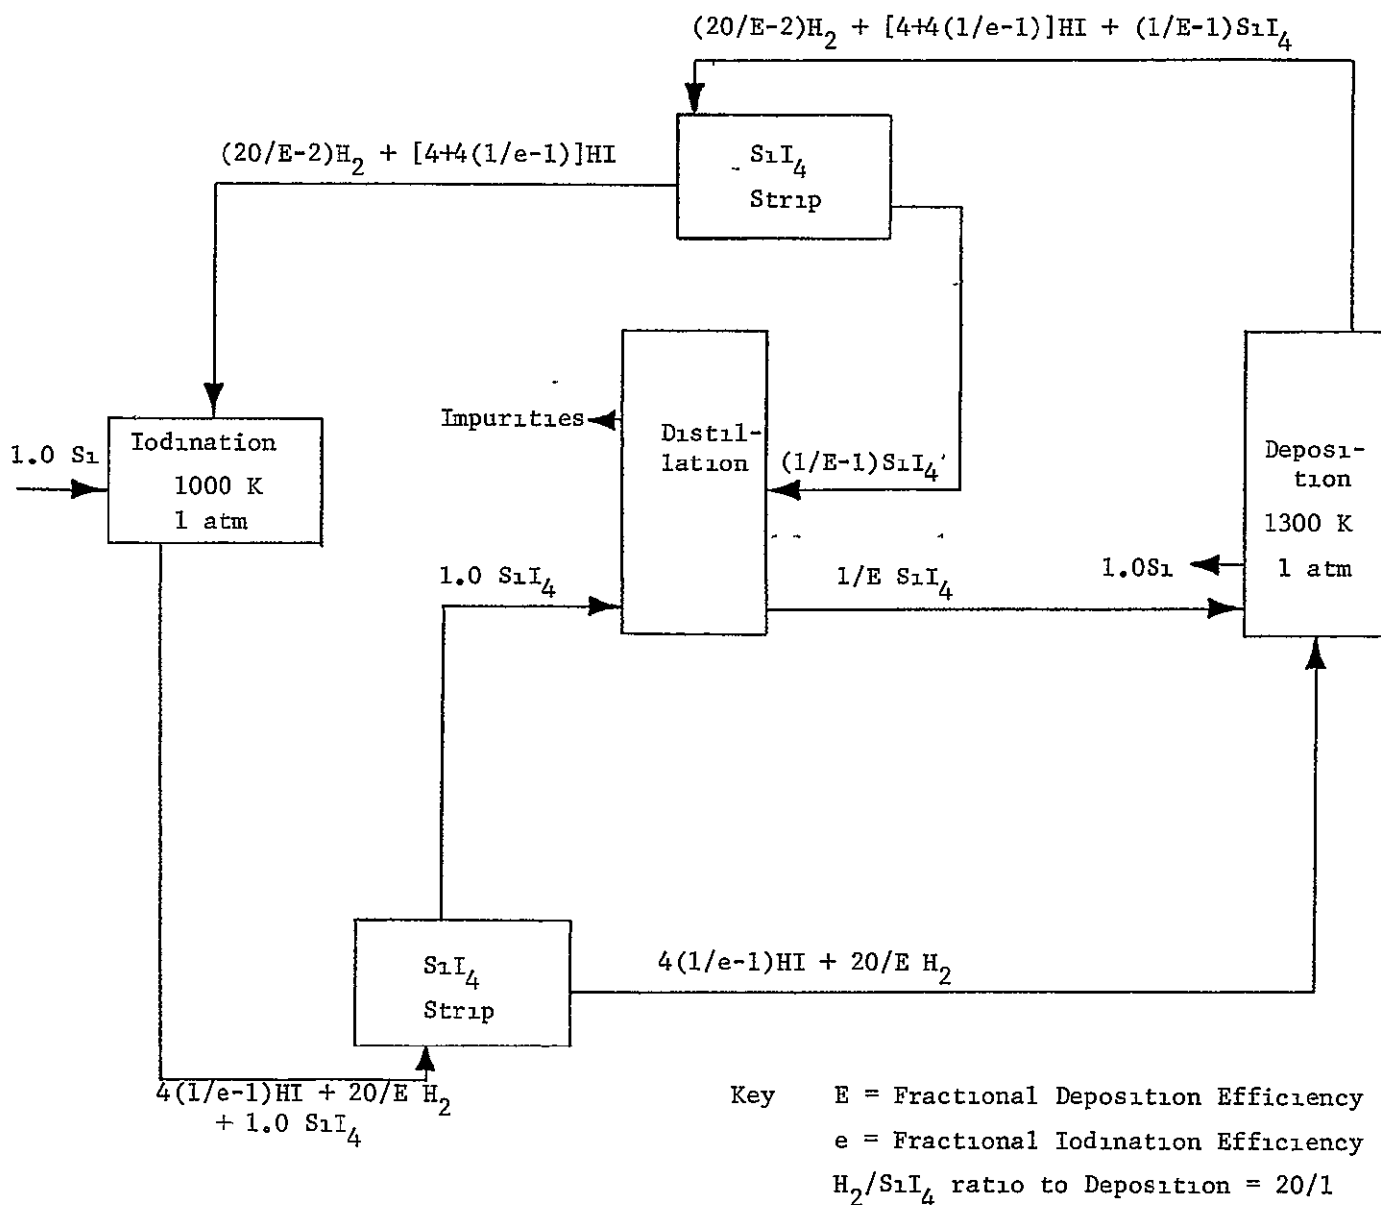 (20/E-2)H₂ + [4+4(1/e-1)]HI + (1/E-1)SiI₄
(20/E-2)H₂ + [4+4(1/e-1)]HI
SiI₄
Strip
Impurities
Distil-
lation
(1/E-1)SiI₄
1.0 Si
Iodination
1000 K
1 atm
Deposi-
tion
1300 K
1 atm
1.0 SiI₄
1/E SiI₄
1.0Si
SiI₄
Strip
4(1/e-1)HI + 20/E H₂
4(1/e-1)HI + 20/E H₂
+ 1.0 SiI₄
Key E = Fractional Deposition Efficiency
e = Fractional Iodination Efficiency
H₂/SiI₄ ratio to Deposition = 20/1